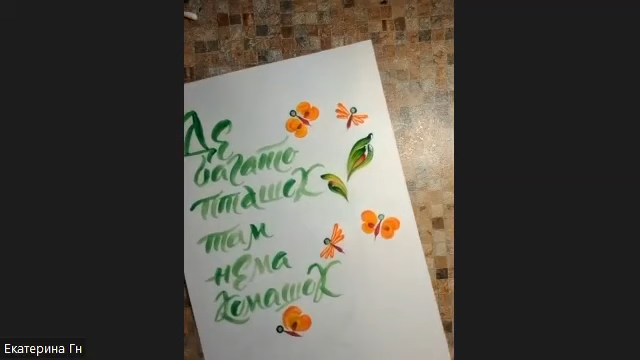 Де
багато
пташок
там
нема
комашок
Екатерина Гн